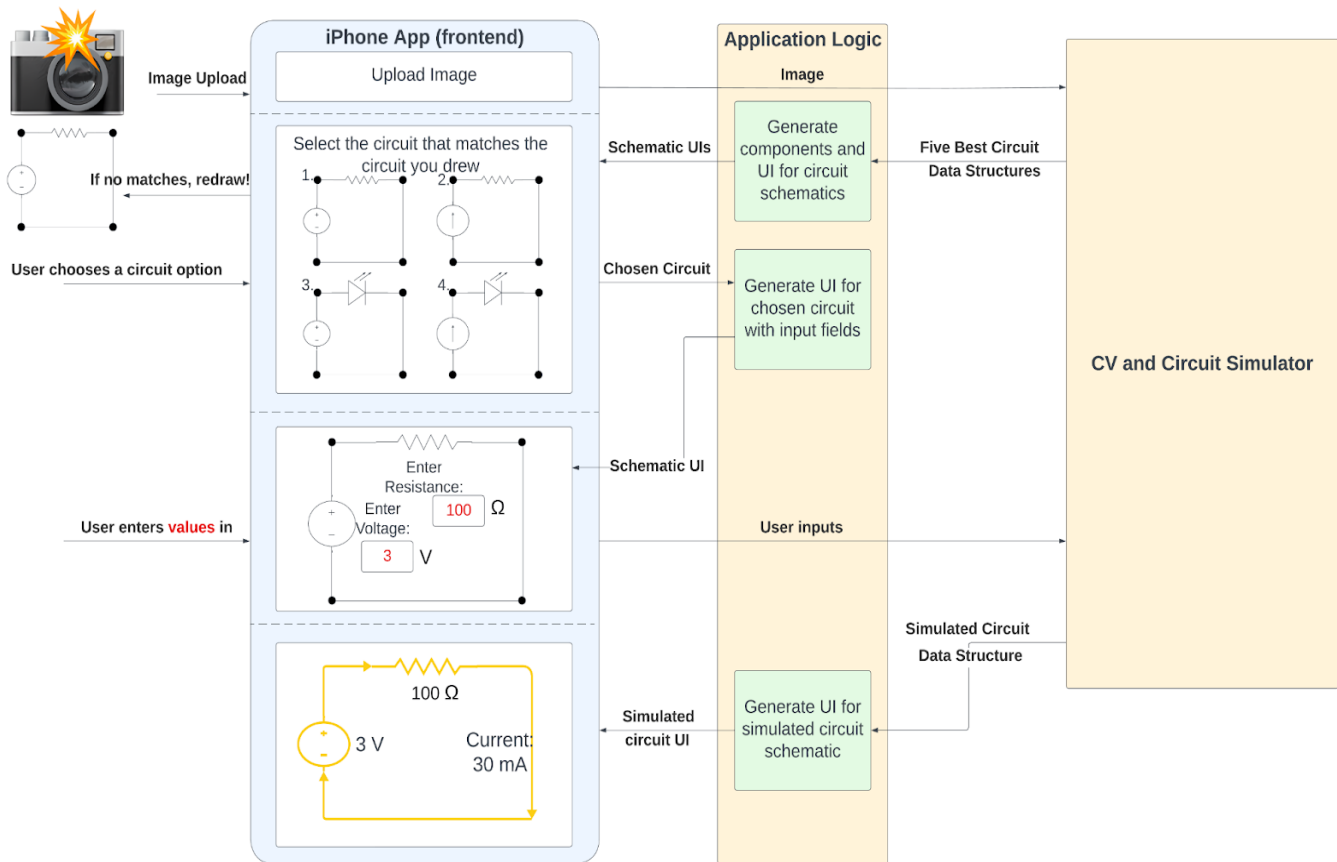 iPhone App (frontend)
Application Logic
Image Upload
Upload Image
Image
Select the circuit that matches the
circuit you drew
1.
2.
3.
4.
If no matches, redraw!
Schematic UIs
Generate
components and
UI for circuit
schematics
Five Best Circuit
Data Structures
User chooses a circuit option
Chosen Circuit
Generate UI for
chosen circuit
with input fields
CV and Circuit Simulator
Enter
Resistance:
100 Ω
Enter
Voltage:
3 V
Schematic UI
User enters values in
User inputs
Simulated Circuit
Data Structure
100 Ω
3 V
Current:
30 mA
Simulated
circuit UI
Generate UI for
simulated circuit
schematic